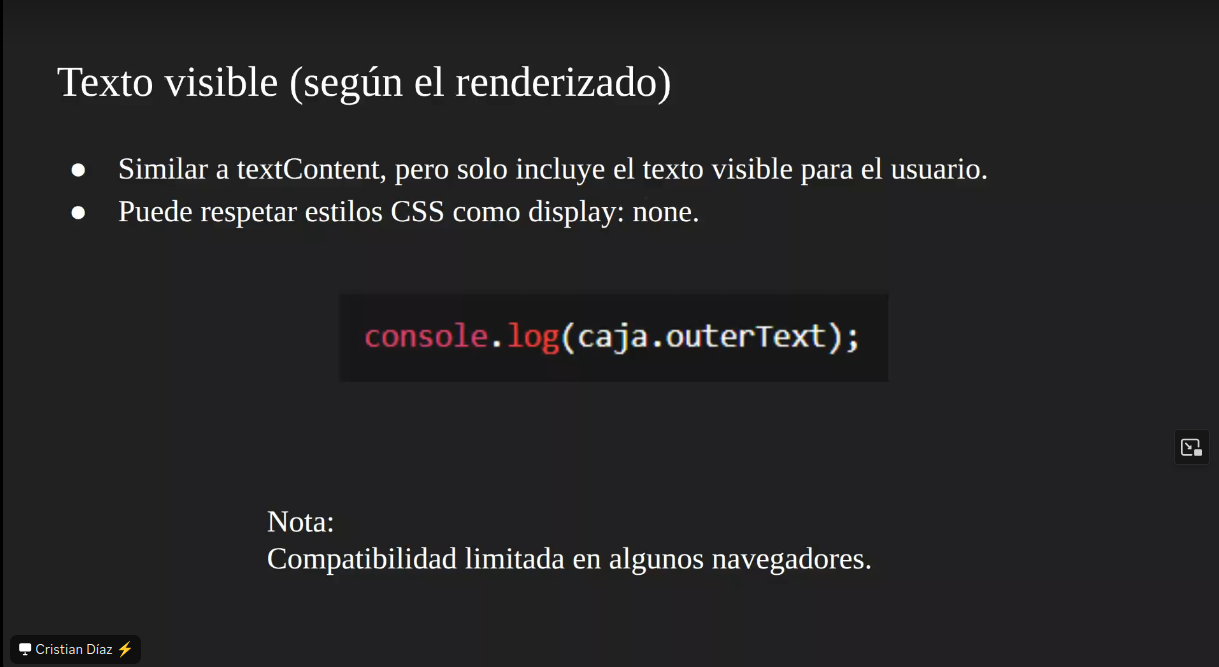 Texto visible (según el renderizado)
● Similar a textContent, pero solo incluye el texto visible para el usuario.
● Puede respetar estilos CSS como display: none.
console.log(caja.outerText);
Nota:
Compatibilidad limitada en algunos navegadores.
Cristian Díaz ⚡